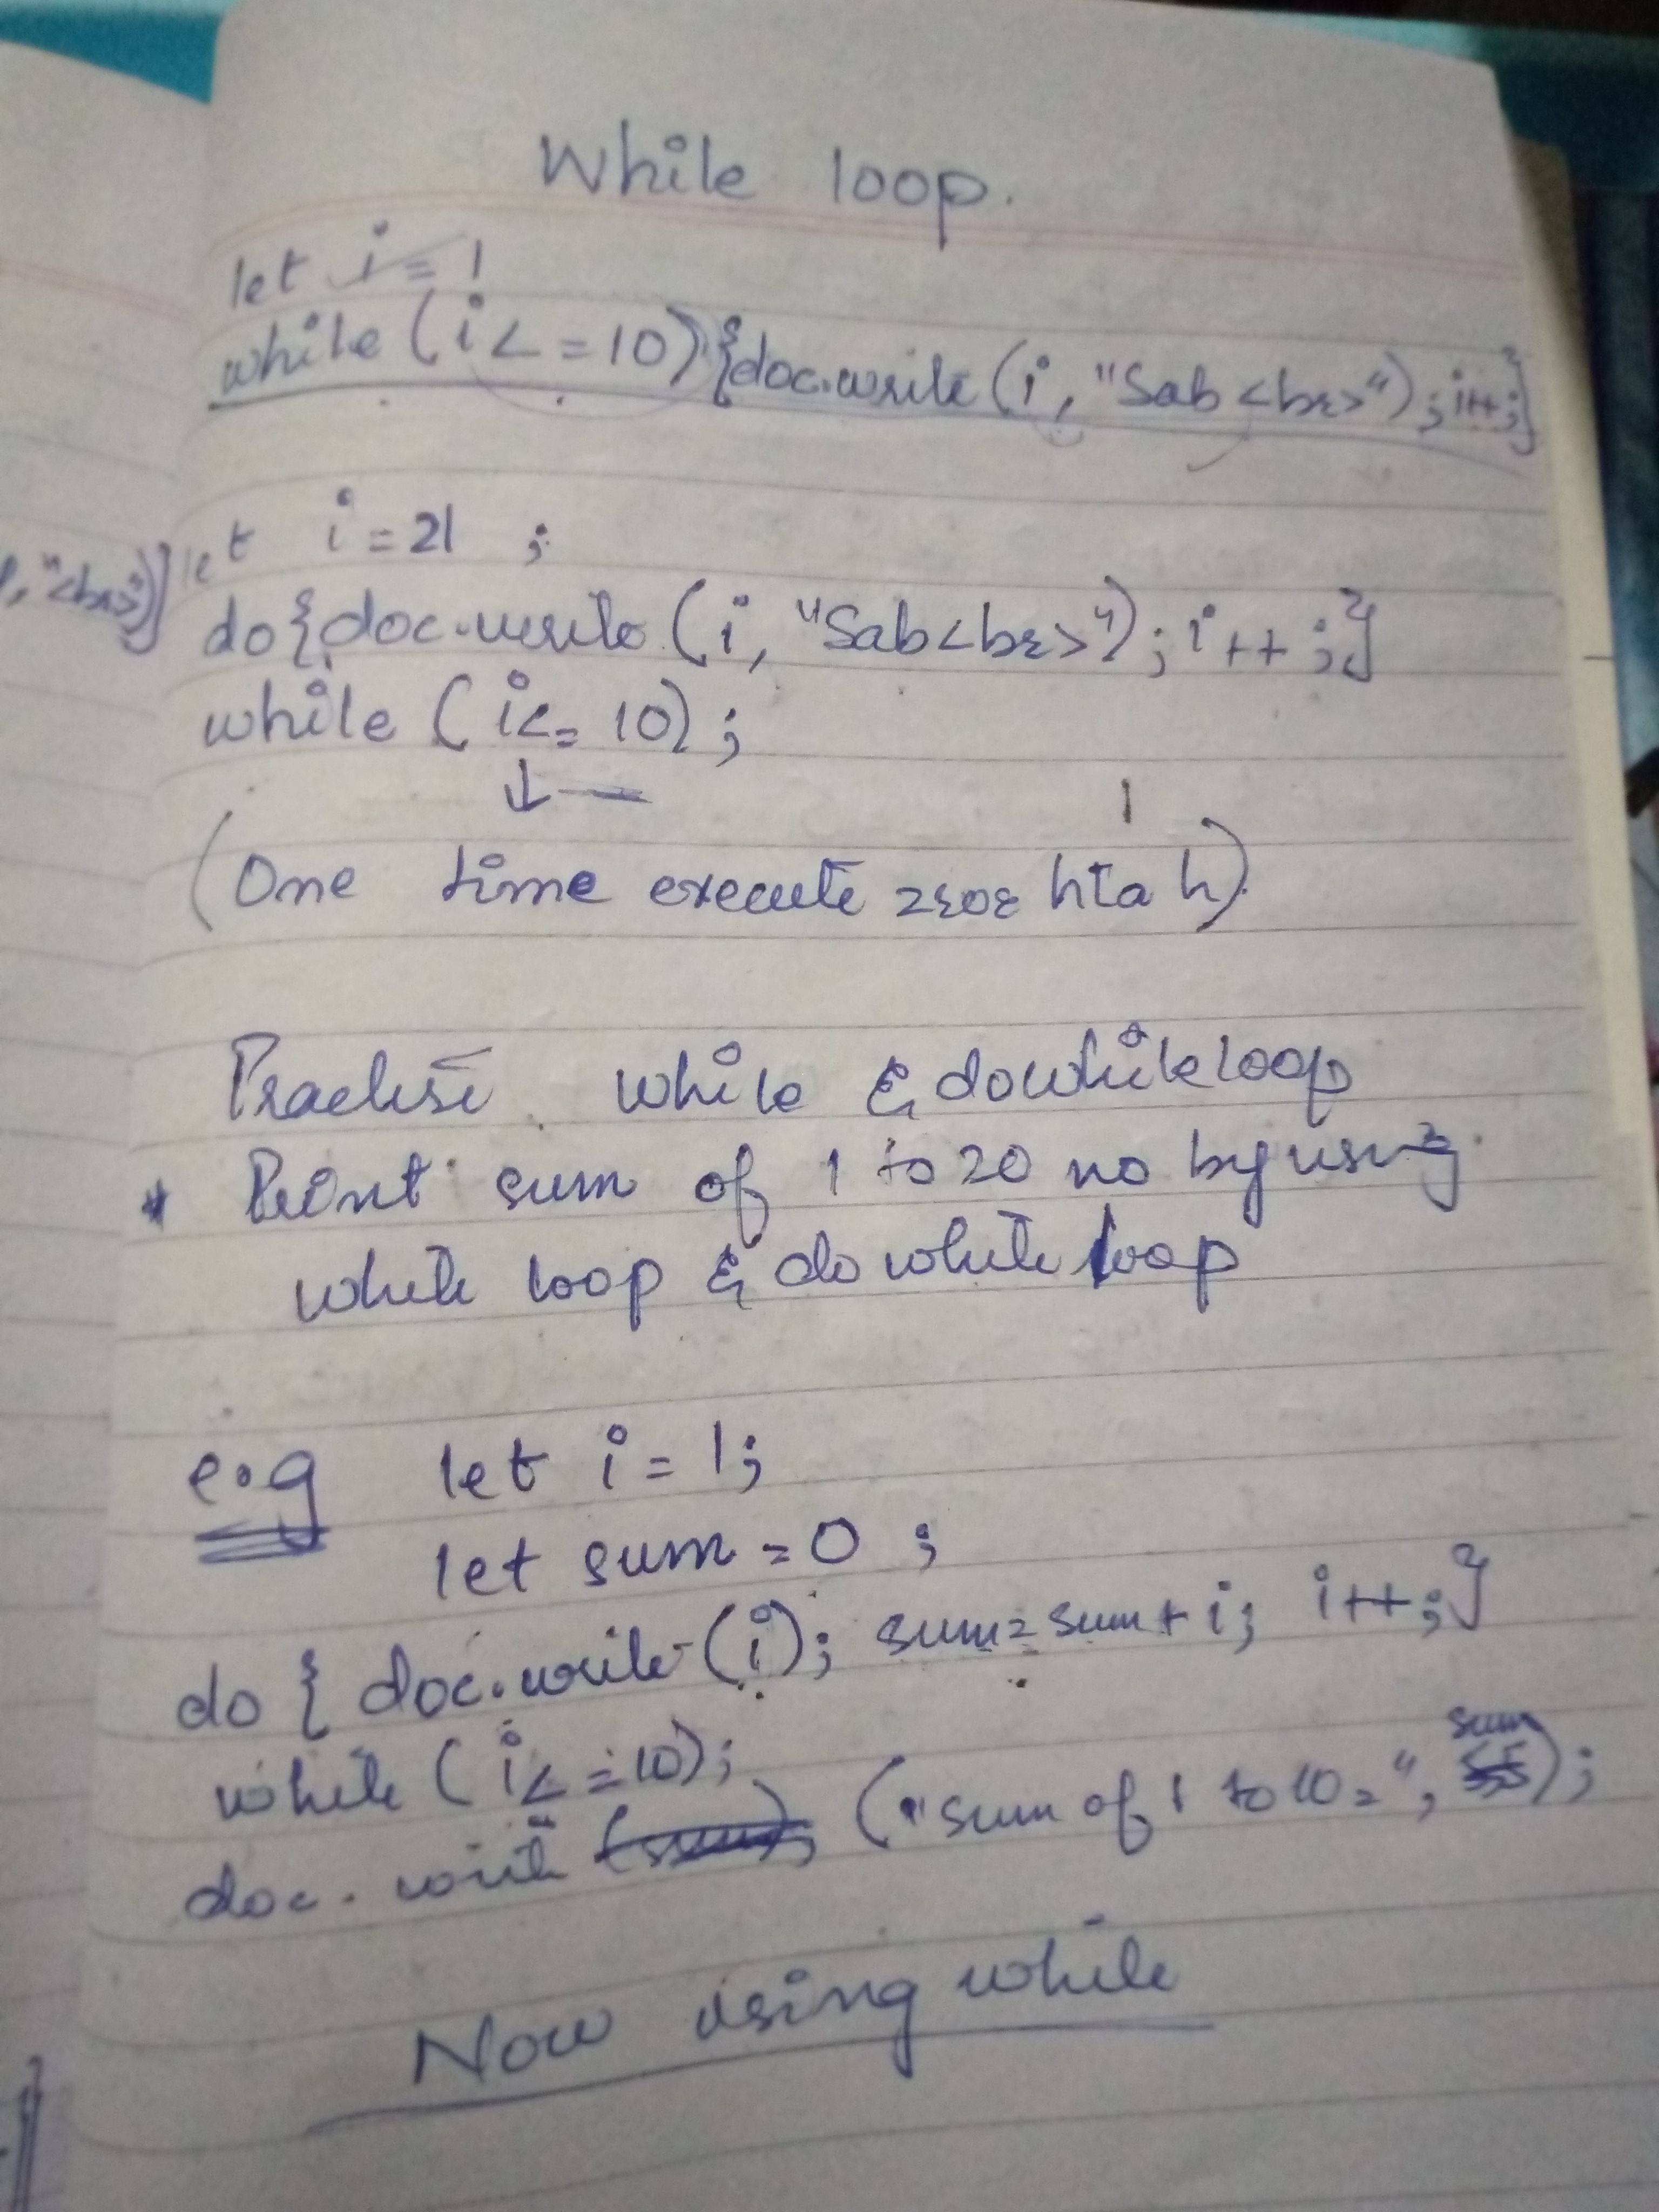 While loop.
let i = 1
while (i <= 10) {doc.write (i, "Sab <br>") ; i++;}
let i = 21 ;
, "<br>")}
do {doc.write (i, "Sab <br>") ; i++ ;}
while ( i <= 10) ;
(One time execute zror hta h)
Practise while & dowhile loop
* Print sum of 1 to 20 no by using
while loop & do while loop
e.g let i = 1;
let sum = 0 ;
do { doc.write (i); sum = sum + i; i++;}
while ( i <= 10);
doc. write ("sum of 1 to 10 = ", sum);
Now using while